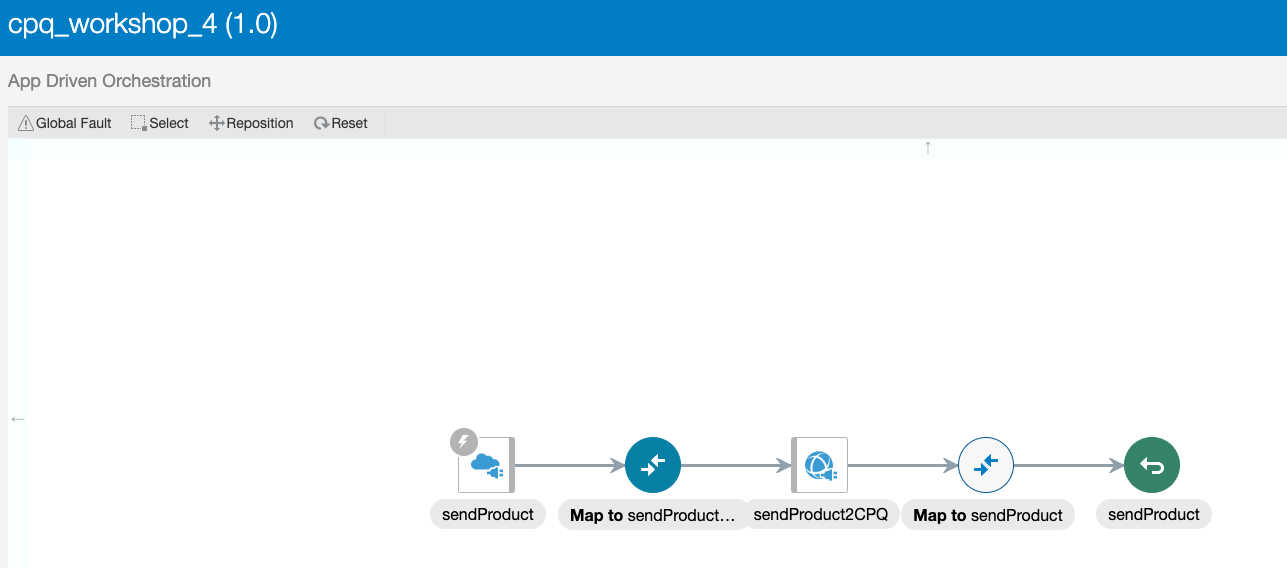 cpq_workshop_4 (1.0)
App Driven Orchestration
Global Fault Select Reposition Reset
sendProduct Map to sendProduct... sendProduct2CPQ Map to sendProduct sendProduct